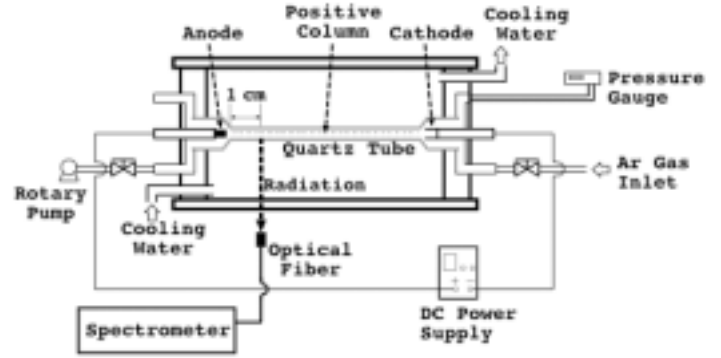 Positive
Column
Anode
Cathode
Cooling
Water
Pressure
Gauge
1 cm
Quartz Tube
Ar Gas
Inlet
Radiation
Rotary
Pump
Cooling
Water
Optical
Fiber
DC Power
Supply
Spectrometer